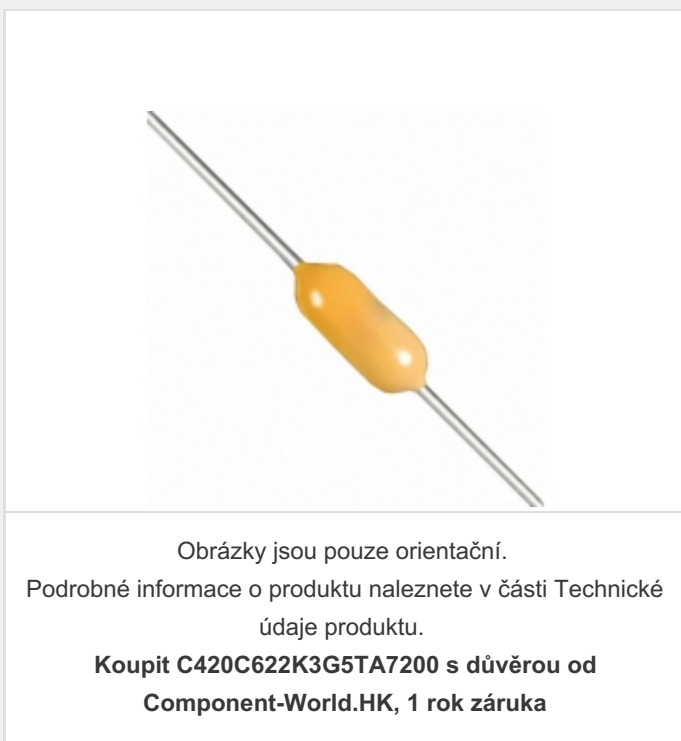 Obrázky jsou pouze orientační.
Podrobné informace o produktu naleznete v části Technické
údaje produktu.
Koupit C420C622K3G5TA7200 s důvěrou od
Component-World.HK, 1 rok záruka